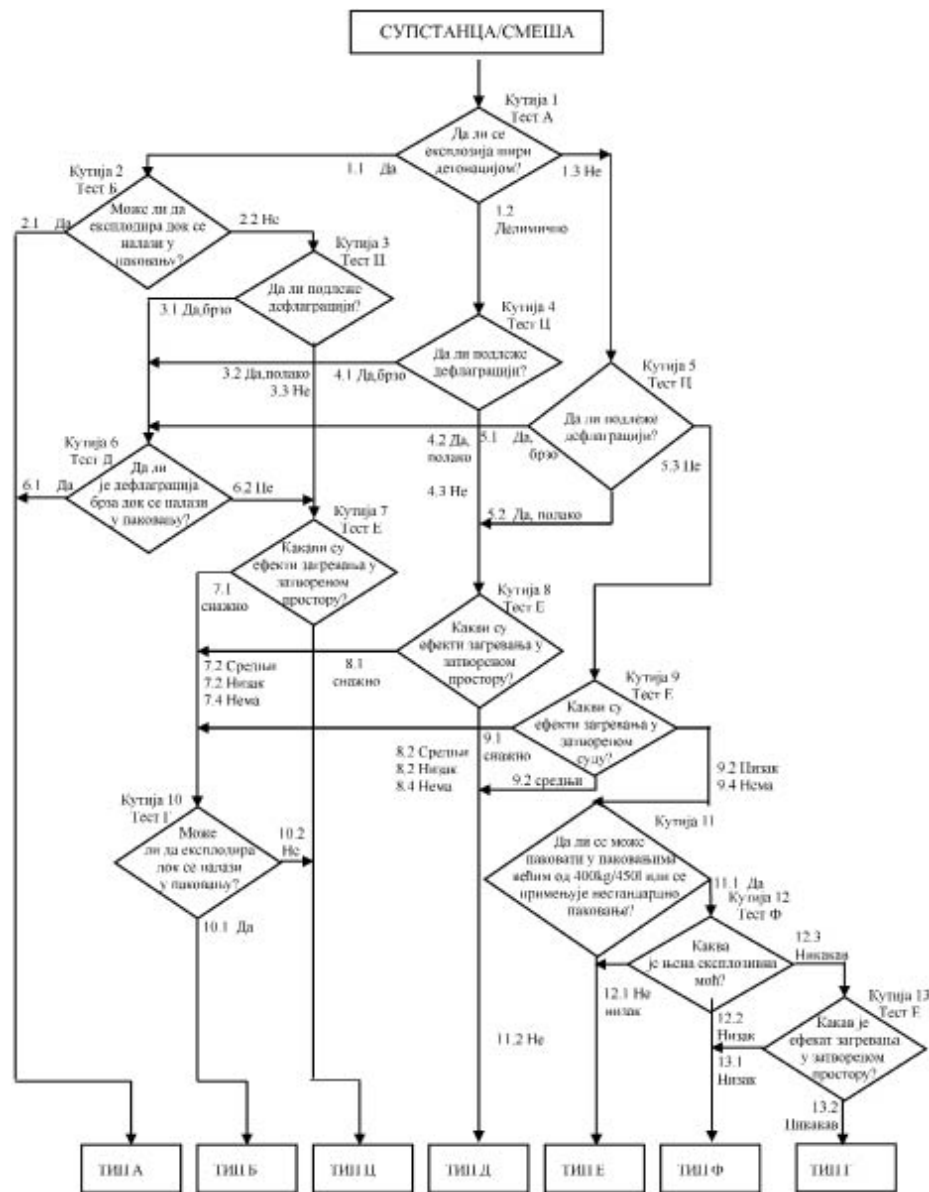 СУПСТАНЦА/СМЕША
Кутија 1
Тест А
Да ли се
експлозија шири
детонацијом?
1.1 Да
1.3 Не
1.2
Делимично
Кутија 2
Тест Б
Може ли да
експлодира док се
налази у
паковању?
2.1 Да
2.2 Не
Кутија 3
Тест Ц
Да ли подлеже
дефлаграцији?
3.1 Да,брзо
3.2 Да,полако
3.3 Не
Кутија 4
Тест Ц
Да ли подлеже
дефлаграцији?
4.1 Да,брзо
4.2 Да,
полако
4.3 Не
Кутија 5
Тест Ц
Да ли подлеже
дефлаграцији?
5.1 Да,
брзо
5.3 Не
5.2 Да, полако
Кутија 6
Тест Д
Да ли
је дефлаграција
брза док се налази
у паковању?
6.1 Да
6.2 Не
Кутија 7
Тест Е
Какви су
ефекти загревања у
затвореном
простору?
7.1
снажно
7.2 Средњи
7.2 Низак
7.4 Нема
Кутија 8
Тест Е
Какви су
ефекти загревања у
затвореном
простору?
8.1
снажно
8.2 Средњи
8.2 Низак
8.4 Нема
Кутија 9
Тест Е
Какви су
ефекти загревања у
затвореном
суду?
9.1
снажно
9.2 средњи
9.2 Низак
9.4 Нема
Кутија 10
Тест Г
Може
ли да експлодира
док се налази
у паковању?
10.2
Не
10.1 Да
Кутија 11
Да ли се може
паковати у паковањима
већим од 400kg/450l или се
примењује нестандардно
паковање?
11.1 Да
11.2 Не
Кутија 12
Тест Ф
Каква
је њена експлозивна
моћ?
12.3
Никакав
12.1 Не
низак
12.2
Низак
Кутија 13
Тест Е
Какав је
ефекат загревања
у затвореном
простору?
13.1
Низак
13.2
Никакав
ТИП А
ТИП Б
ТИП Ц
ТИП Д
ТИП Е
ТИП Ф
ТИП Г